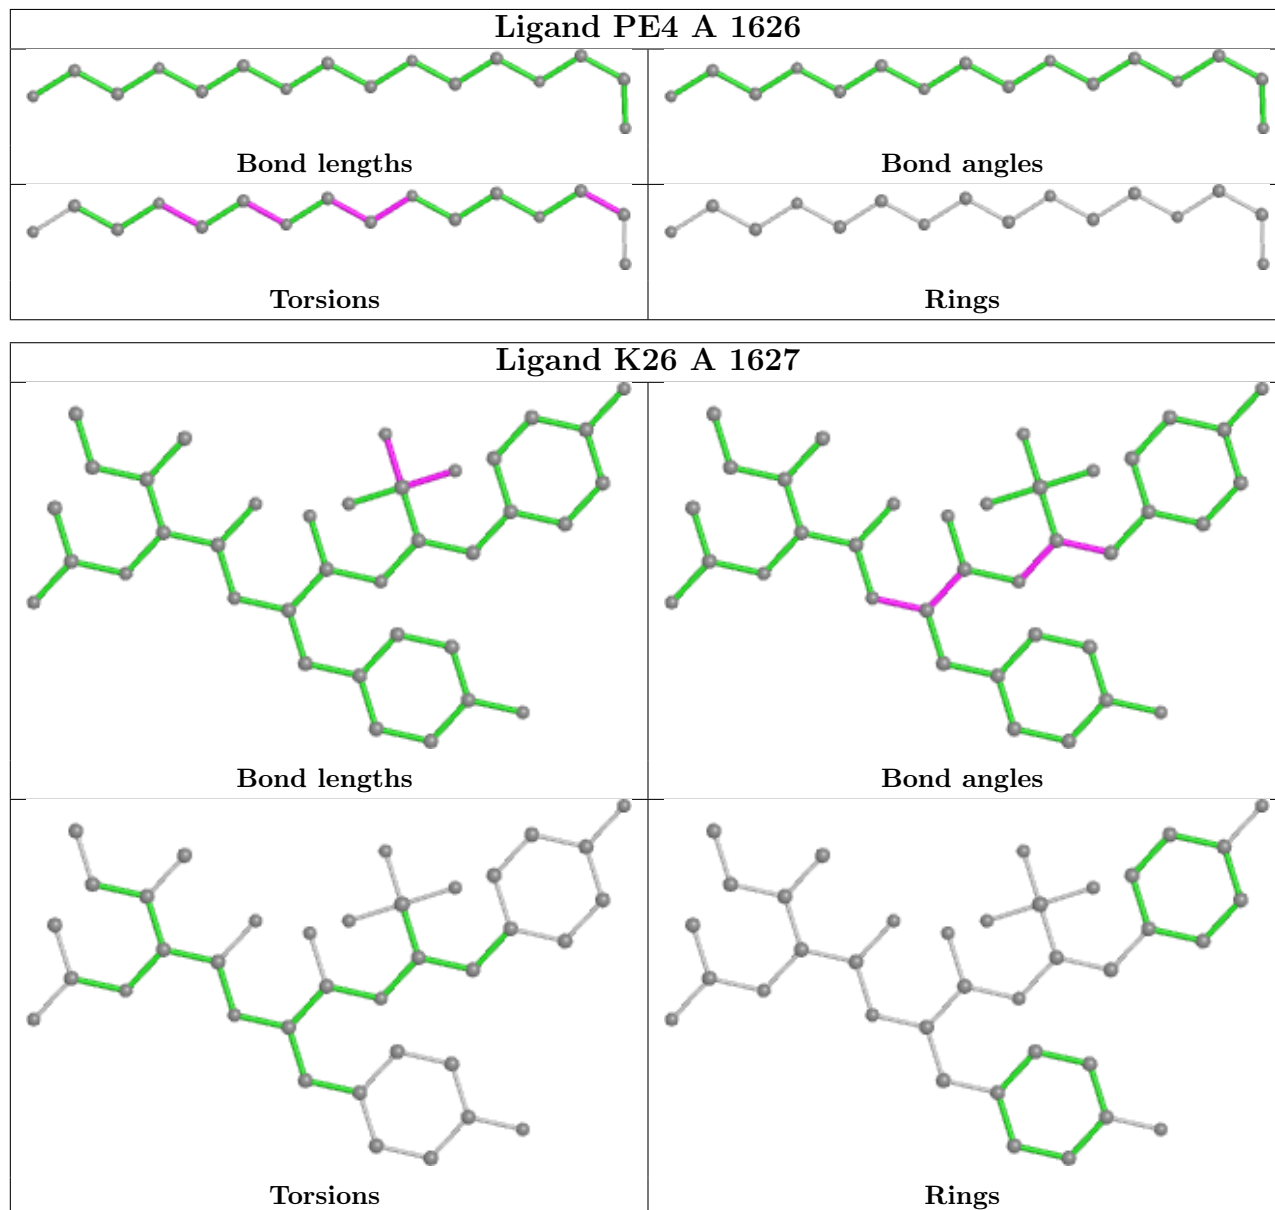 Ligand PE4 A 1626
Bond lengths
Bond angles
Torsions
Rings
Ligand K26 A 1627
Bond lengths
Bond angles
Torsions
Rings